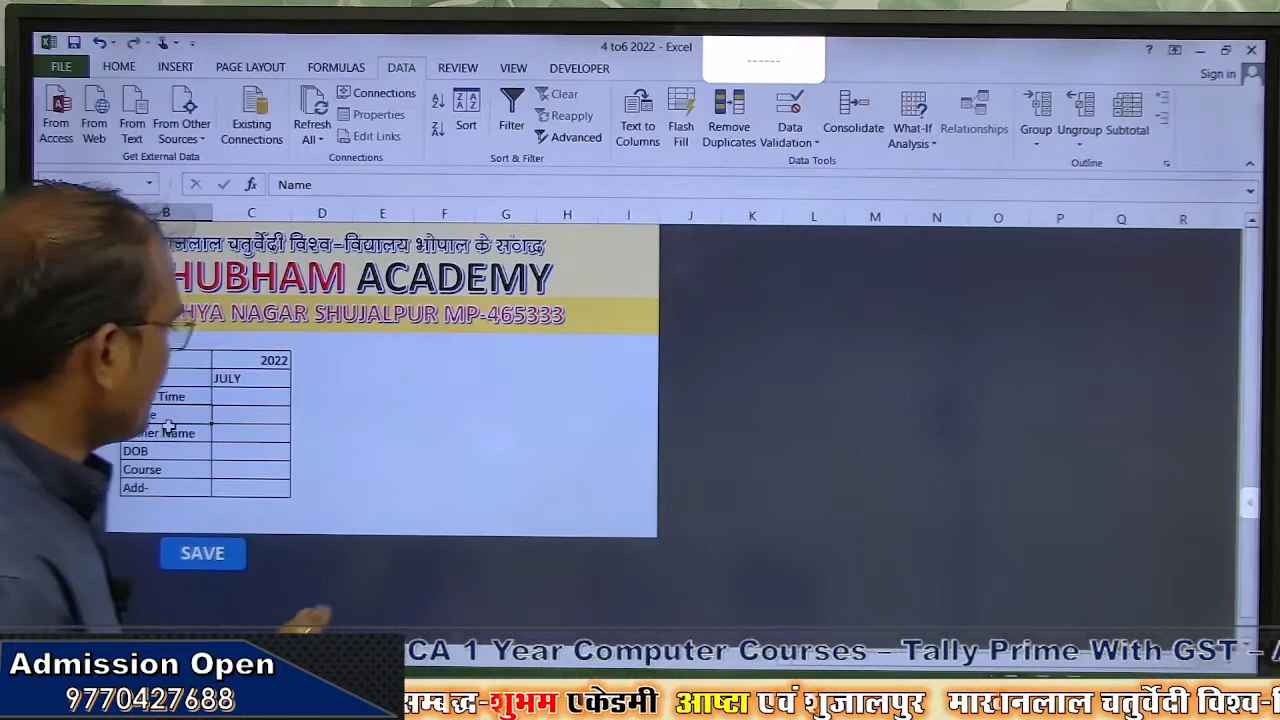 4 to6 2022 - Excel
------
Sign in
FILE HOME INSERT PAGE LAYOUT FORMULAS DATA REVIEW VIEW DEVELOPER
From Access
From Web
From Text
From Other Sources
Existing Connections
Refresh All
Connections
Properties
Edit Links
Sort
Filter
Clear
Reapply
Advanced
Text to Columns
Flash Fill
Remove Duplicates
Data Validation
Consolidate
What-If Analysis
Relationships
Group
Ungroup
Subtotal
Get External Data
Connections
Sort & Filter
Data Tools
Outline
fx Name
B C D E F G H I J K L M N O P Q R
चतुर्वेदी विश्व-विद्यालय भोपाल के
HUBHAM ACADEMY
HYA NAGAR SHUJALPUR MP-465333
2022
JULY
Time
Name
DOB
Course
Add-
SAVE
CA 1 Year Computer Courses – Tally Prime With GST –
Admission Open
9770427688
सम्बद्ध-शुभम एकेडमी आष्टा एवं शुजालपुर माखनलाल चतुर्वेदी